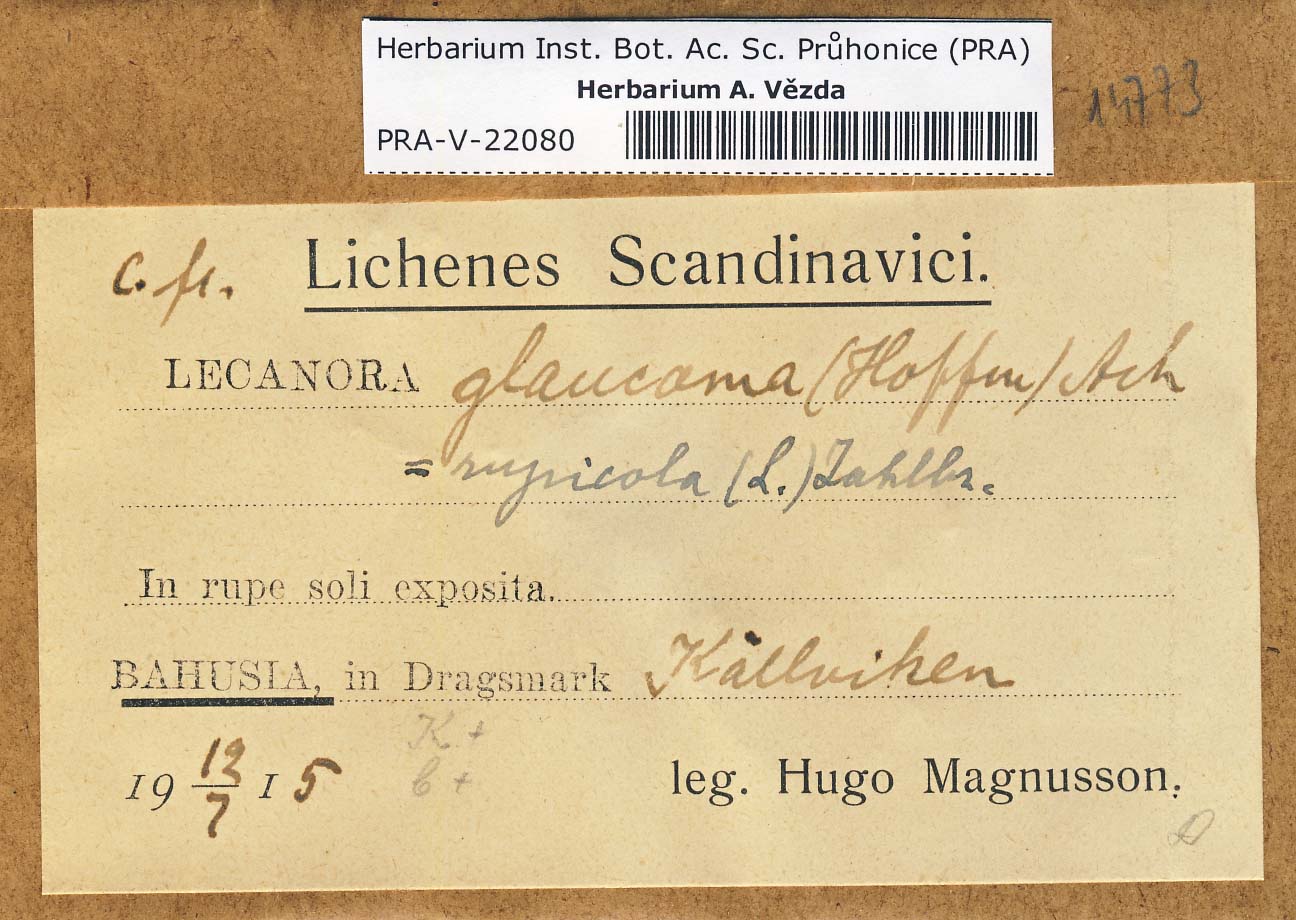 Herbarium Inst. Bot. Ac. Sc. Průhonice (PRA)
Herbarium A. Vězda
PRA-V-22080
14773
c. fr. Lichenes Scandinavici.
LECANORA glaucoma (Hoffm) Ach
= rupicola (L.) Zahlbr.
In rupe soli exposita.
BAHUSIA, in Dragsmark Källviken
K +
C +
19 12/7 15 leg. Hugo Magnusson.